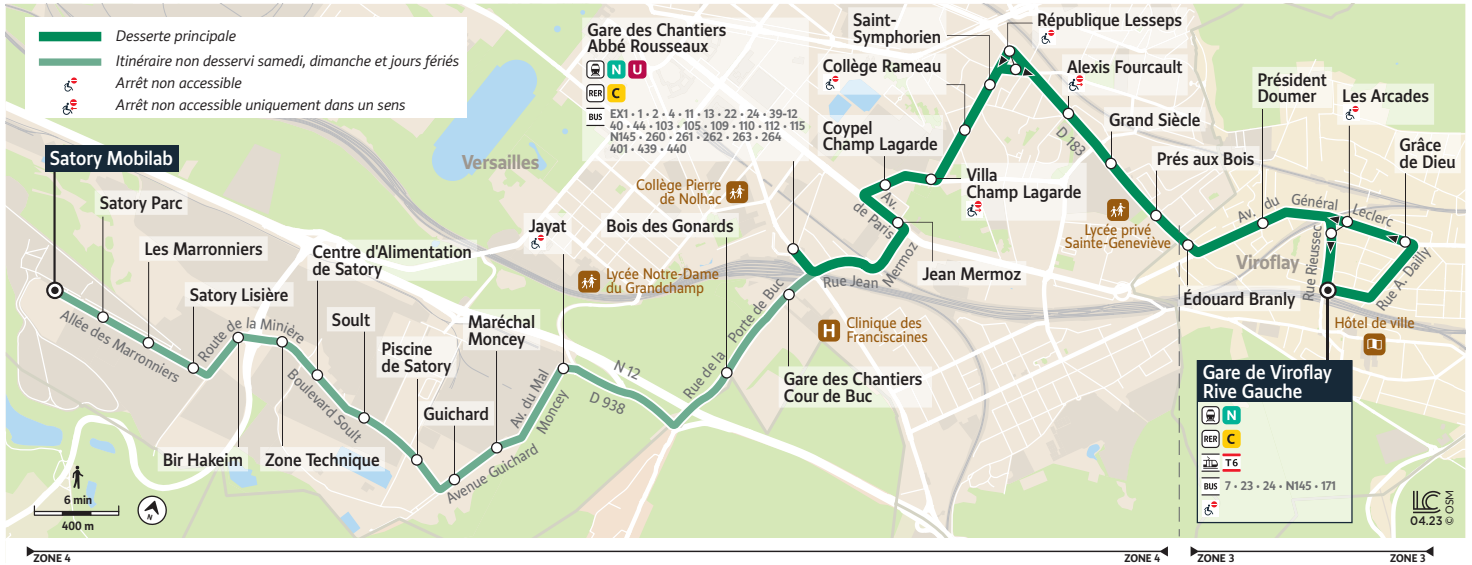 Desserte principale
Itinéraire non desservi samedi, dimanche et jours fériés
Arrêt non accessible
Arrêt non accessible uniquement dans un sens
Gare des Chantiers
Abbé Rousseaux
N U
RER C
BUS EX1 • 1 • 2 • 4 • 11 • 13 • 22 • 24 • 39-12
40 • 44 • 103 • 105 • 109 • 110 • 112 • 115
N145 • 260 • 261 • 262 • 263 • 264
401 • 439 • 440
Saint-
Symphorien
République Lesseps
Collège Rameau
Alexis Fourcault
Président
Doumer
Les Arcades
Grand Siècle
Coypel
Champ Lagarde
D 183
Prés aux Bois
Grâce
de Dieu
Versailles
Villa
Champ Lagarde
Satory Mobilab
Collège Pierre
de Nolhac
Satory Parc
Jayat
Bois des Gonards
Av.
de Paris
Lycée privé
Sainte-Geneviève
Av. du Général Leclerc
Les Marronniers
Centre d'Alimentation
de Satory
Lycée Notre-Dame
du Grandchamp
Rue Jean Mermoz
Jean Mermoz
Viroflay
Rue Rieussec
Rue A. Dailly
Satory Lisière
Édouard Branly
Allée des Marronniers
Route de la Minière
Soult
Maréchal
Moncey
Clinique des
Franciscaines
H
Hôtel de ville
Piscine
de Satory
Boulevard Soult
Av. du Mal
Moncey
N 12
D 938
Rue de la Porte de Buc
Gare des Chantiers
Cour de Buc
Gare de Viroflay
Rive Gauche
N
RER C
T6
BUS 7 • 23 • 24 • N145 • 171
Guichard
Avenue Guichard
Bir Hakeim
Zone Technique
6 min
400 m
N
LC
04.23 © OSM
ZONE 4
ZONE 4
ZONE 3
ZONE 3